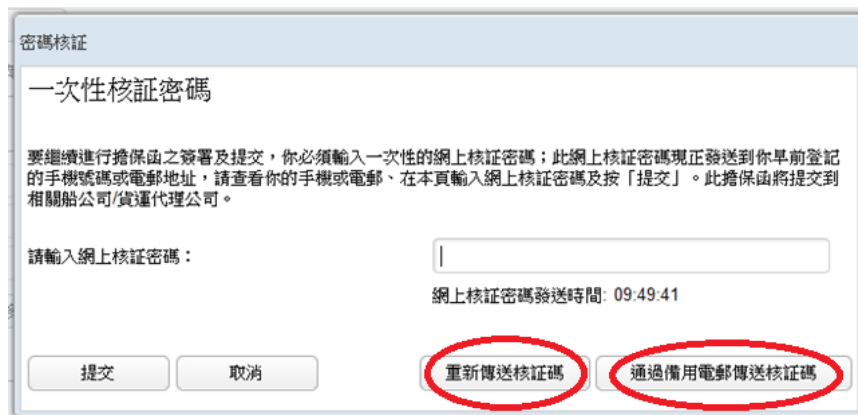 密碼核証
一次性核証密碼
要繼續進行擔保函之簽署及提交，你必須輸入一次性的網上核証密碼；此網上核証密碼現正發送到你早前登記
的手機號碼或電郵地址，請查看你的手機或電郵、在本頁輸入網上核証密碼及按「提交」。此擔保函將提交到
相關船公司/貨運代理公司。
請輸入網上核証密碼：
網上核証密碼發送時間: 09:49:41
提交 取消 重新傳送核証碼 通過備用電郵傳送核証碼